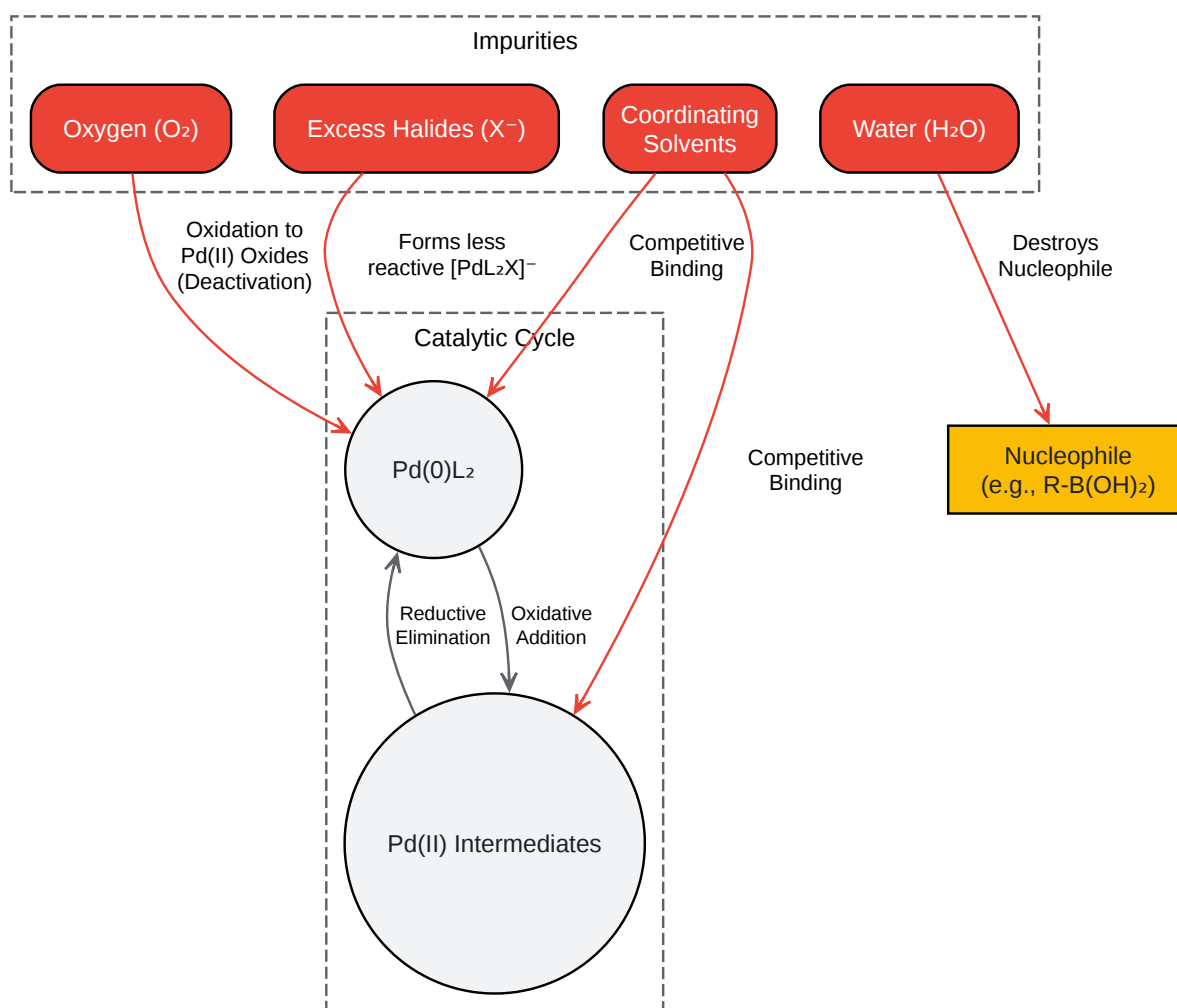 Impurities
Oxygen (O₂)
Excess Halides (X⁻)
Coordinating
Solvents
Water (H₂O)
Oxidation to
Pd(II) Oxides
(Deactivation)
Forms less
reactive [PdL₂X]⁻
Competitive
Binding
Destroys
Nucleophile
Catalytic Cycle
Pd(0)L₂
Competitive
Binding
Nucleophile
(e.g., R-B(OH)₂)
Reductive
Elimination
Oxidative
Addition
Pd(II) Intermediates